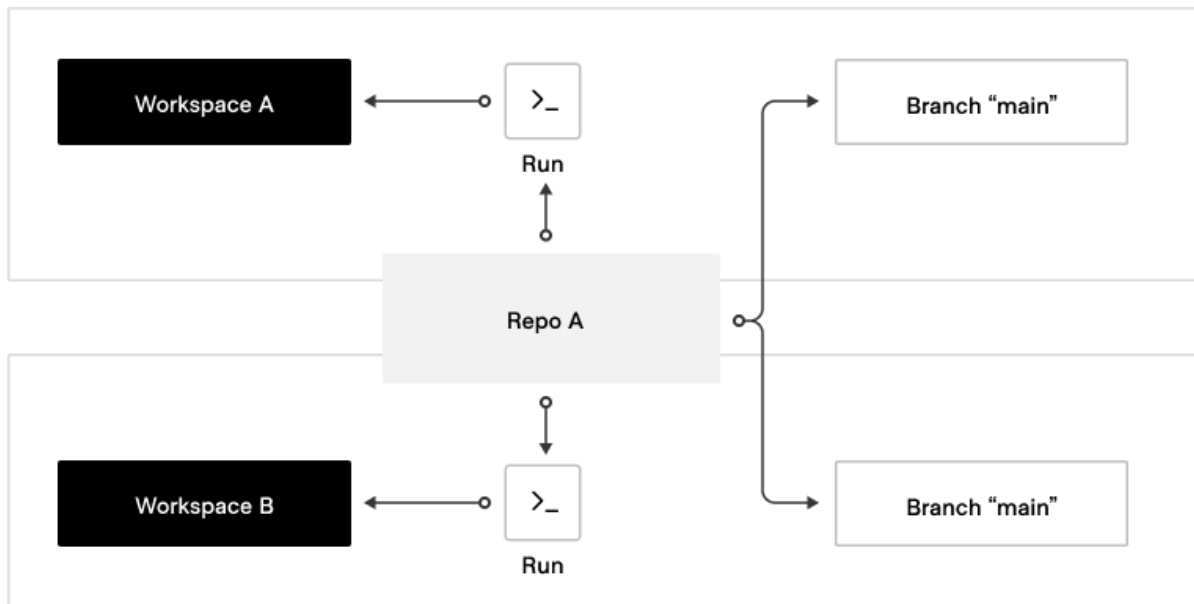 Workspace A
>_
Branch “main”
Run
Repo A
Workspace B
>_
Branch “main”
Run